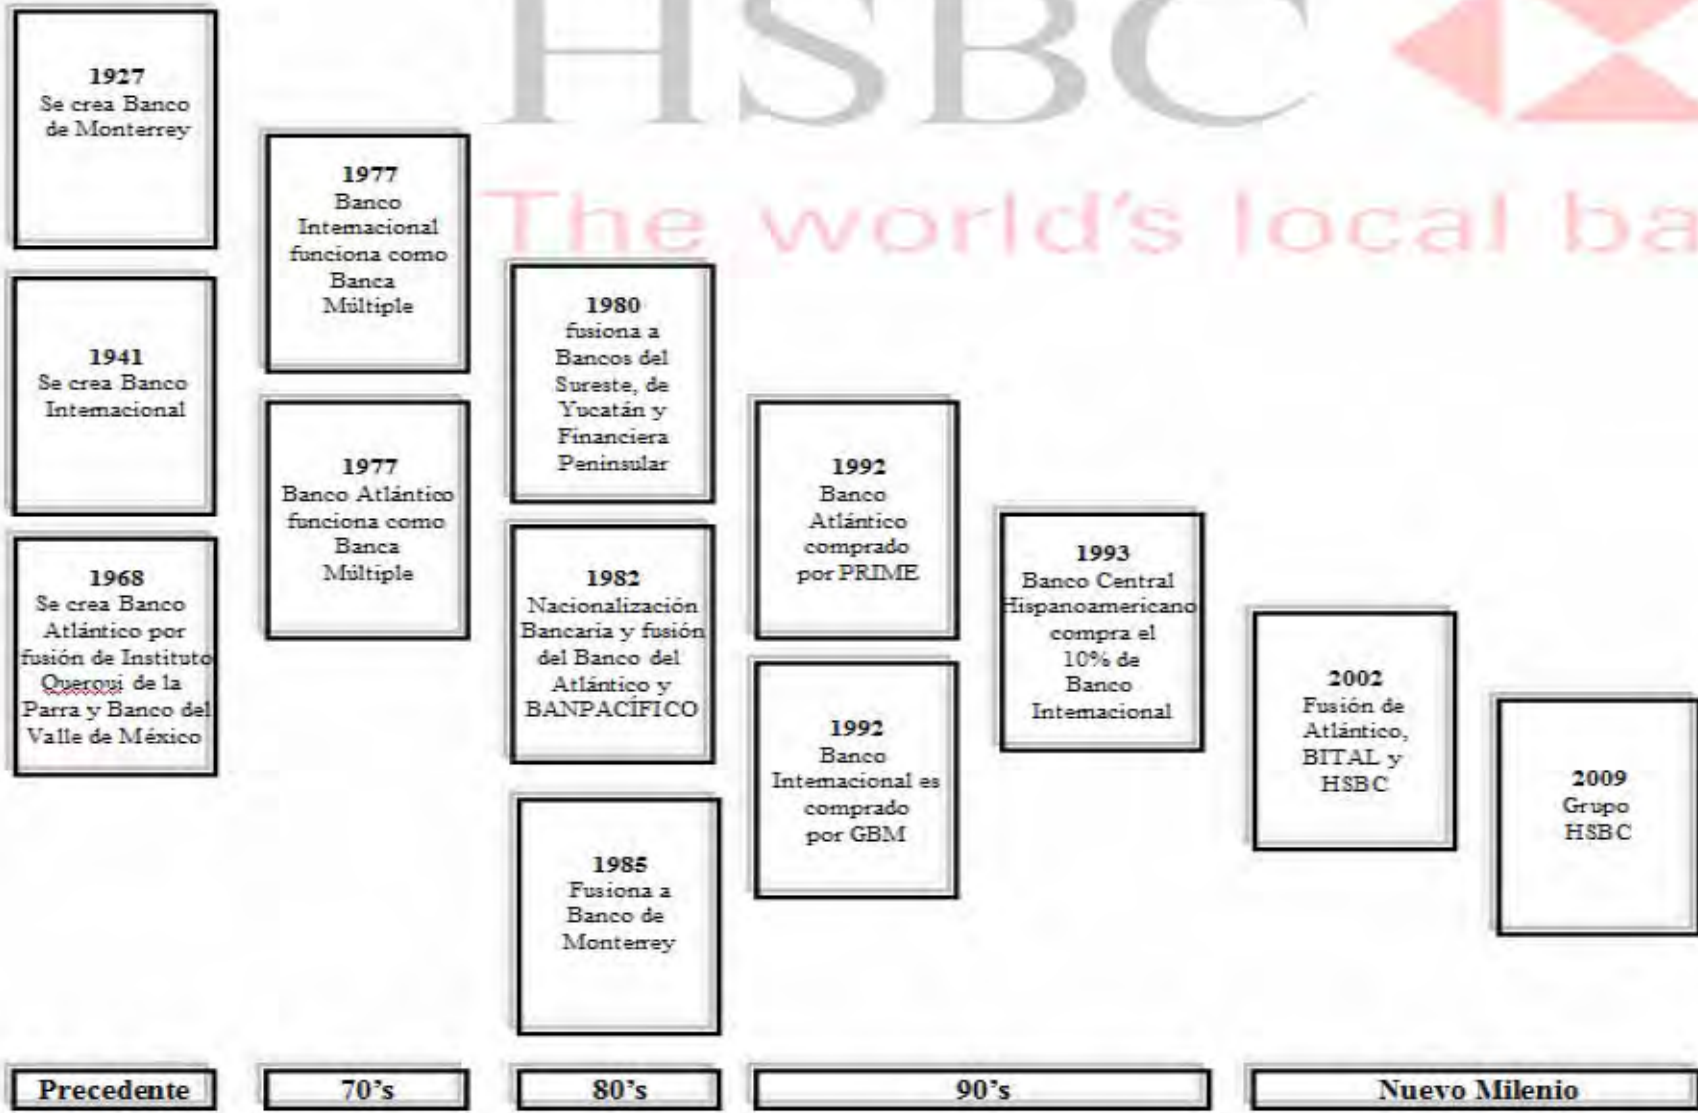 HSBC
The world's local ba
1927
Se crea Banco
de Monterrey
1941
Se crea Banco
Internacional
1968
Se crea Banco
Atlántico por
fusión de Instituto
Querqui de la
Parra y Banco del
Valle de México
1977
Banco
Internacional
funciona como
Banca
Múltiple
1977
Banco Atlántico
funciona como
Banca
Múltiple
1980
fusiona a
Bancos del
Sureste, de
Yucatán y
Financiera
Peninsular
1982
Nacionalización
Bancaria y fusión
del Banco del
Atlántico y
BANPACÍFICO
1985
Fusiona a
Banco de
Monterrey
1992
Banco
Atlántico
comprado
por PRIME
1992
Banco
Internacional es
comprado
por GBM
1993
Banco Central
Hispanoamericano
compra el
10% de
Banco
Internacional
2002
Fusión de
Atlántico,
BITAL y
HSBC
2009
Grupo
HSBC
Precedente
70's
80's
90's
Nuevo Milenio